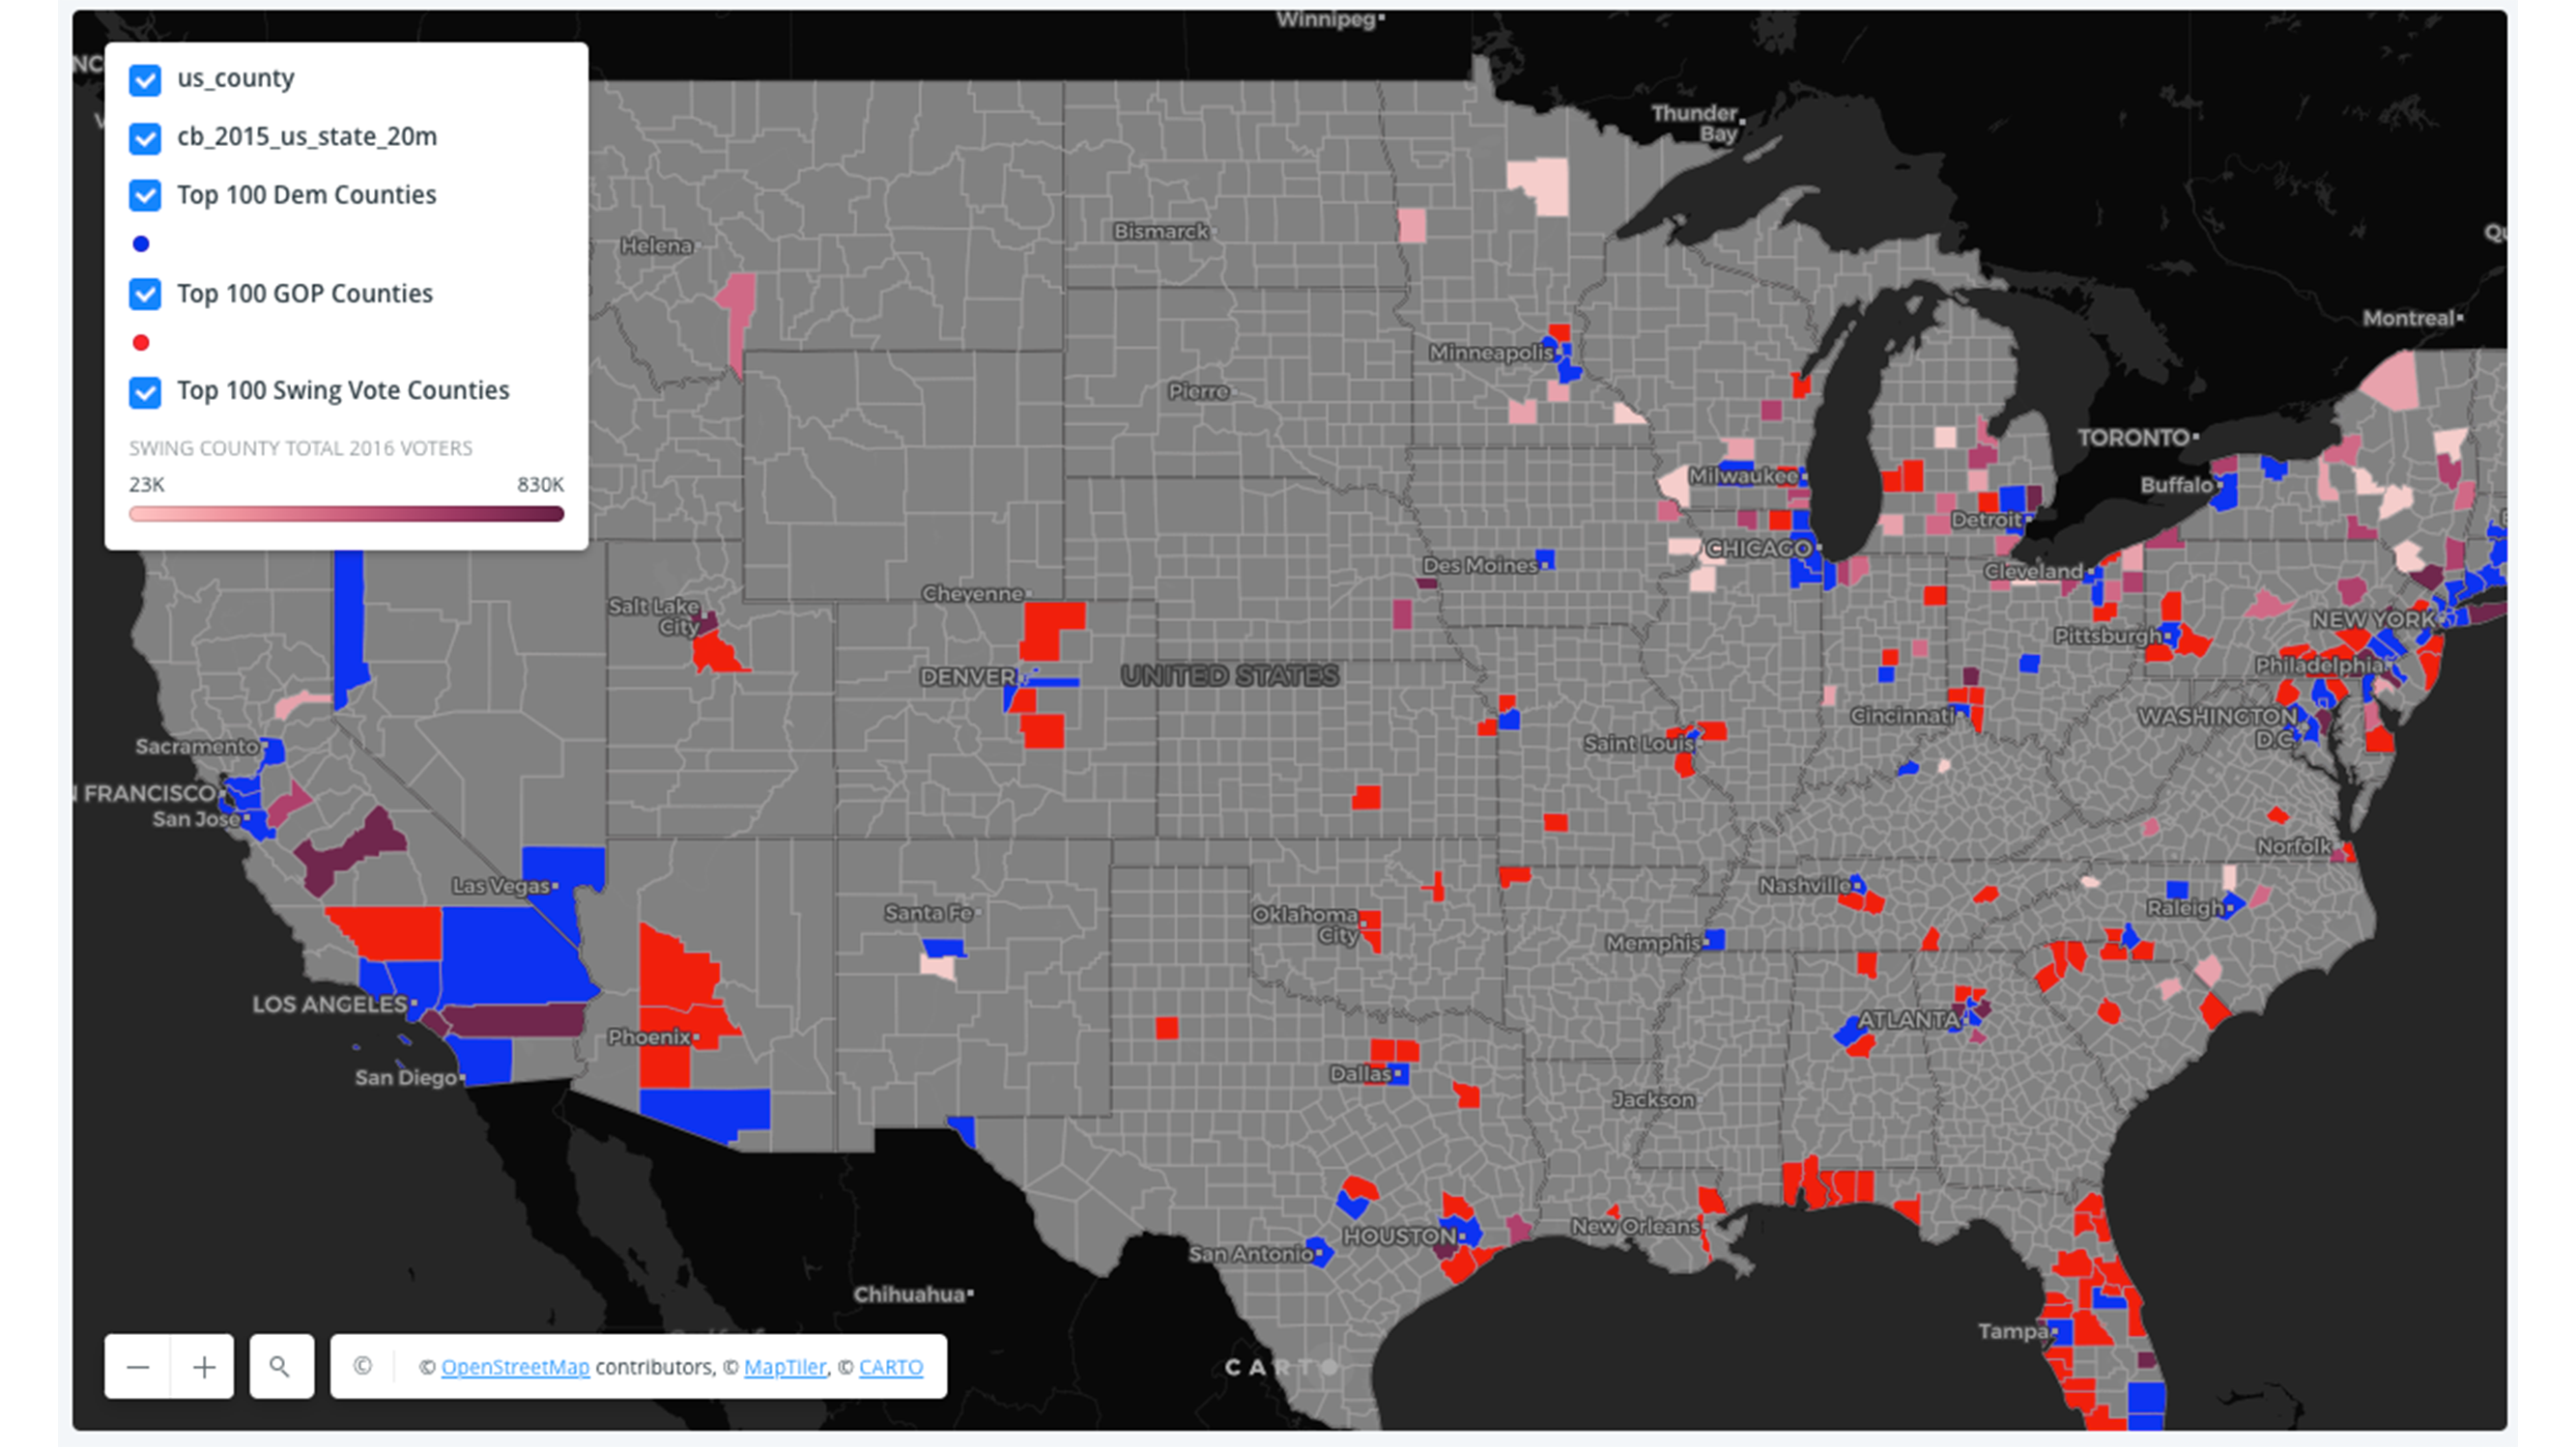 us_county
cb_2015_us_state_20m
Top 100 Dem Counties
Top 100 GOP Counties
Top 100 Swing Vote Counties
SWING COUNTY TOTAL 2016 VOTERS
23K 830K
Winnipeg
Thunder
Bay
Helena
Bismarck
Montreal
Minneapolis
Pierre
TORONTO
Milwaukee
Buffalo
Detroit
CHICAGO
Des Moines
Cleveland
Cheyenne
Salt Lake
City
NEW YORK
Pittsburgh
DENVER
UNITED STATES
Philadelphia
Cincinnati
WASHINGTON
D.C.
Sacramento
Saint Louis
FRANCISCO
San Jose
Norfolk
Las Vegas
Nashville
Santa Fe
Oklahoma
City
Raleigh
Memphis
LOS ANGELES
ATLANTA
Phoenix
San Diego
Dallas
Jackson
New Orleans
HOUSTON
San Antonio
Chihuahua
Tampa
CARTO
− +
© © OpenStreetMap contributors, © MapTiler, © CARTO